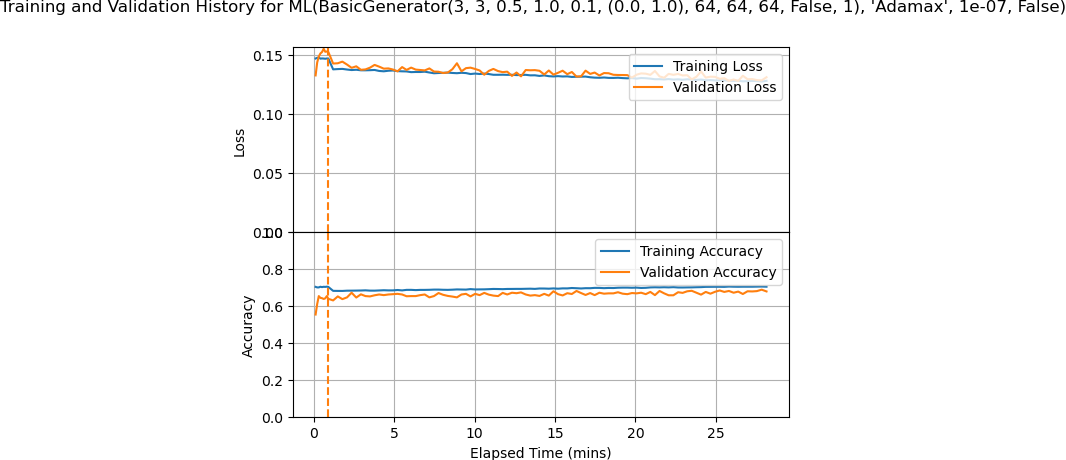 Training and Validation History for ML(BasicGenerator(3, 3, 0.5, 1.0, 0.1, (0.0, 1.0), 64, 64, 64, False, 1), 'Adamax', 1e-07, False)
0.15
0.10
0.05
0.00
Loss
Training Loss
Validation Loss
1.0
0.8
0.6
0.4
0.2
0.0
Accuracy
Training Accuracy
Validation Accuracy
0 5 10 15 20 25
Elapsed Time (mins)